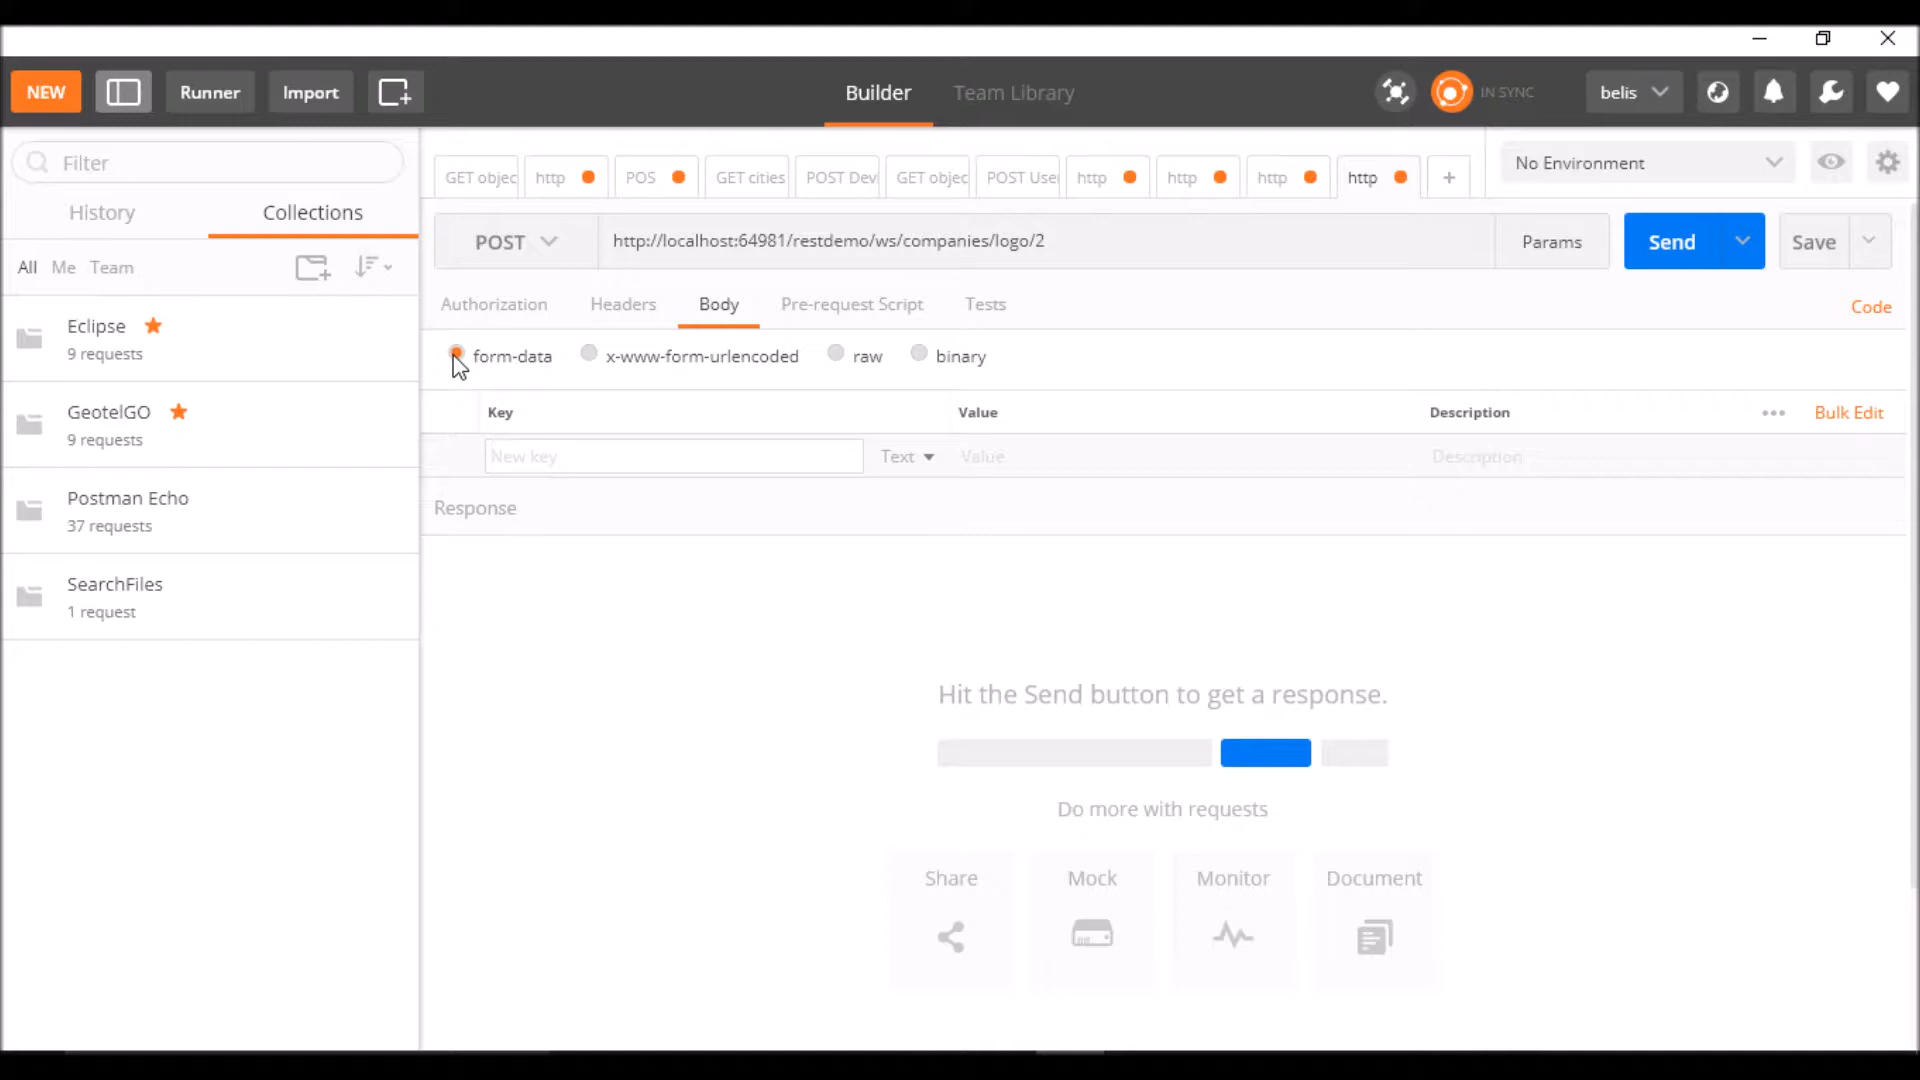 NEW Runner Import Builder Team Library IN SYNC belis
Filter
History Collections
All Me Team
Eclipse
9 requests
GeotelGO
9 requests
Postman Echo
37 requests
SearchFiles
1 request
GET objec http POS GET cities POST Dev GET objec POST User http http http http + No Environment
POST http://localhost:64981/restdemo/ws/companies/logo/2 Params Send Save
Authorization Headers Body Pre-request Script Tests Code
form-data x-www-form-urlencoded raw binary
Key Value Description Bulk Edit
New key Text Value Description
Response
Hit the Send button to get a response.
Do more with requests
Share Mock Monitor Document